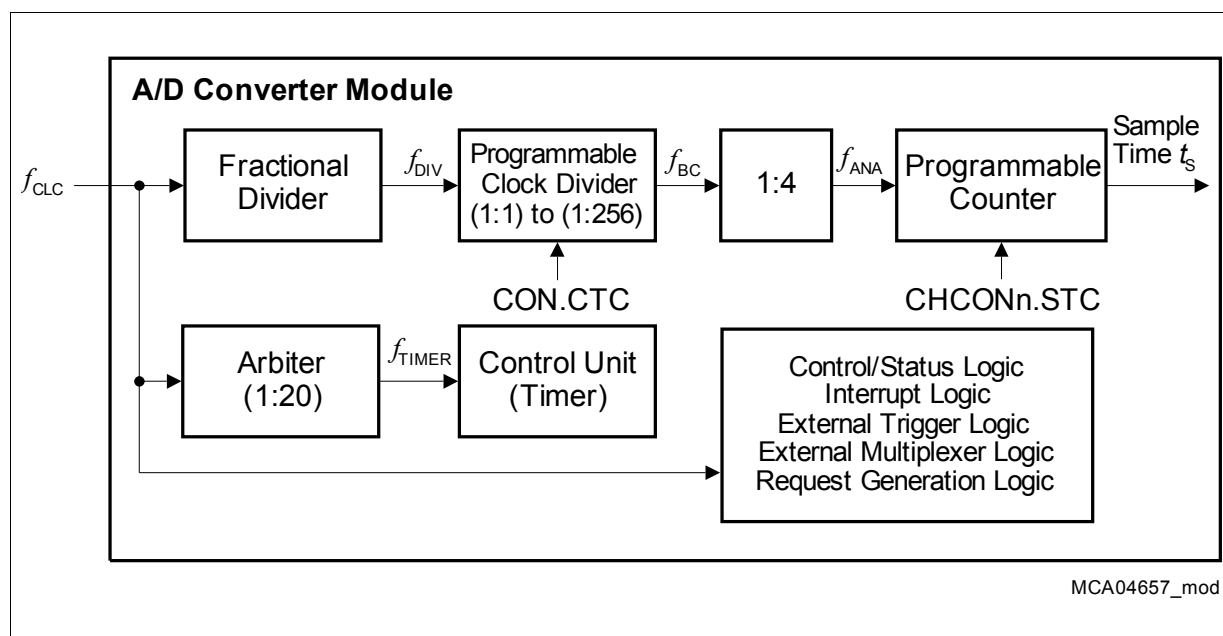 A/D Converter Module
fCLC
Fractional
Divider
fDIV
Programmable
Clock Divider
(1:1) to (1:256)
fBC
1:4
fANA
Programmable
Counter
Sample
Time tS
CON.CTC
CHCONn.STC
Arbiter
(1:20)
fTIMER
Control Unit
(Timer)
Control/Status Logic
Interrupt Logic
External Trigger Logic
External Multiplexer Logic
Request Generation Logic
MCA04657_mod